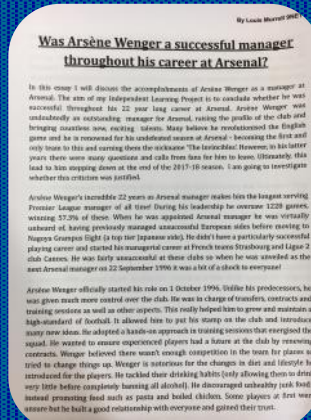 By Louie Murrell 9NE
Was Arsène Wenger a successful manager
throughout his career at Arsenal?
In this essay I will discuss the accomplishments of Arsène Wenger as a manager at
Arsenal. The aim of my Independent Learning Project is to conclude whether he was
successful throughout his 22 year long career at Arsenal. Arsène Wenger was
undoubtedly an outstanding manager for Arsenal, raising the profile of the club and
bringing countless new, exciting talents. Many believe he revolutionised the English
game and he is renowned for his undefeated season at Arsenal - becoming the first and
only team to this and earning them the nickname 'The Invincibles'. However, in his latter
years there were many questions and calls from fans for him to leave. Ultimately, this
lead to him stepping down at the end of the 2017-18 season. I am going to investigate
whether this criticism was justified.
Arsène Wenger's incredible 22 years as Arsenal manager makes him the longest serving
Premier League manager of all time! During his leadership he oversaw 1228 games,
winning 57.3% of these. When he was appointed Arsenal manager he was virtually
unheard of, having previously managed unsuccessful European sides before moving to
Nagoya Grampus Eight (a top tier Japanese side). He didn't have a particularly successful
playing career and started his managerial career at French teams Strasbourg and Ligue 2
club Cannes. He was fairly unsuccessful at these clubs so when he was unveiled as the
next Arsenal manager on 22 September 1996 it was a bit of a shock to everyone!
Arsène Wenger officially started his role on 1 October 1996. Unlike his predecessors, he
was given much more control over the club. He was in charge of transfers, contracts and
training sessions as well as other aspects. This really helped him to grow and maintain a
high-standard of football. It allowed him to put his stamp on the club and introduce
many new ideas. He adopted a hands-on approach in training sessions that energised the
squad. He wanted to ensure experienced players had a future at the club by renewing
contracts. Wenger believed there wasn't enough competition in the team for places so
tried to change things up. Wenger is notorious for the changes in diet and lifestyle he
introduced for the players. He tackled their drinking habits (only allowing them to drink
very little before completely banning all alcohol). He discouraged unhealthy junk food
instead promoting food such as pasta and boiled chicken. Some players at first were
unsure but he built a good relationship with everyone and gained their trust.